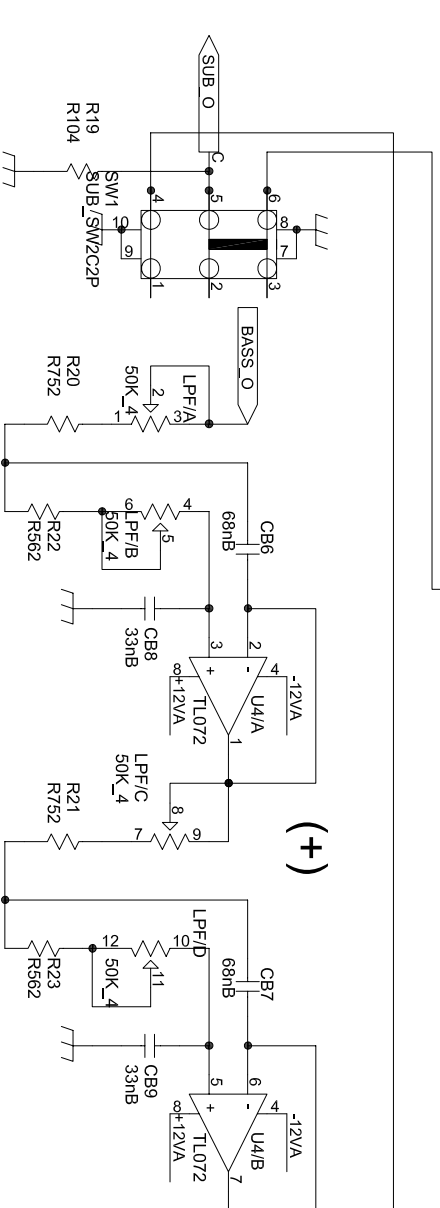 SUB_O
C
R19
R104
SW1
SUB/SW2C2P
4
5
6
10
9
8
7
1
2
3
BASS_O
R20
R752
LPF/A
50K_4
1
2
3
R22
R562
LPF/B
50K_4
6
5
4
CB6
68nB
CB8
33nB
3
2
+
-
8
+12VA
4
-12VA
U4/A
TL072
1
(+)
LPF/C
50K_4
7
8
9
R21
R752
R23
R562
LPF/D
50K_4
12
11
10
CB7
68nB
CB9
33nB
5
6
+
-
8
+12VA
4
-12VA
U4/B
TL072
7